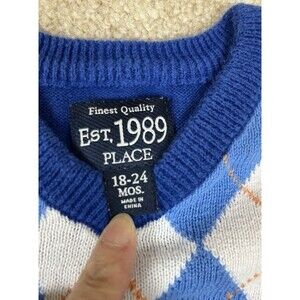 Finest Quality
EST. 1989
PLACE
18-24
MOS.
MADE IN
CHINA